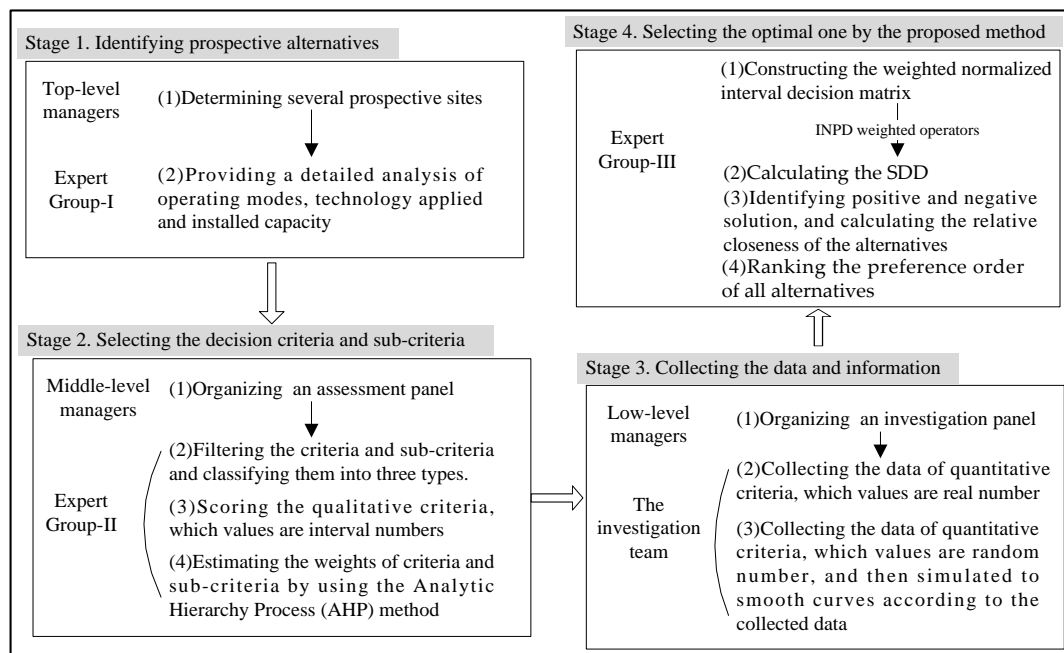 Stage 1. Identifying prospective alternatives
Top-level
managers
(1)Determining several prospective sites
Expert
Group-I
(2)Providing a detailed analysis of
operating modes, technology applied
and installed capacity
Stage 2. Selecting the decision criteria and sub-criteria
Middle-level
managers
(1)Organizing an assessment panel
Expert
Group-II
(2)Filtering the criteria and sub-criteria
and classifying them into three types.
(3)Scoring the qualitative criteria,
which values are interval numbers
(4)Estimating the weights of criteria and
sub-criteria by using the Analytic
Hierarchy Process (AHP) method
Stage 3. Collecting the data and information
Low-level
managers
(1)Organizing an investigation panel
The
investigation
team
(2)Collecting the data of quantitative
criteria, which values are real number
(3)Collecting the data of quantitative
criteria, which values are random
number, and then simulated to
smooth curves according to the
collected data
Stage 4. Selecting the optimal one by the proposed method
Expert
Group-III
(1)Constructing the weighted normalized
interval decision matrix
INPD weighted operators
(2)Calculating the SDD
(3)Identifying positive and negative
solution, and calculating the relative
closeness of the alternatives
(4)Ranking the preference order
of all alternatives